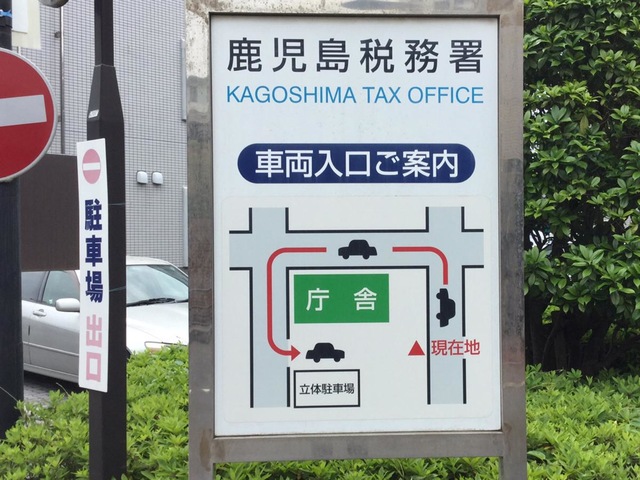 鹿児島税務署
KAGOSHIMA TAX OFFICE
車両入口ご案内
庁舎
現在地
立体駐車場
駐車場出口